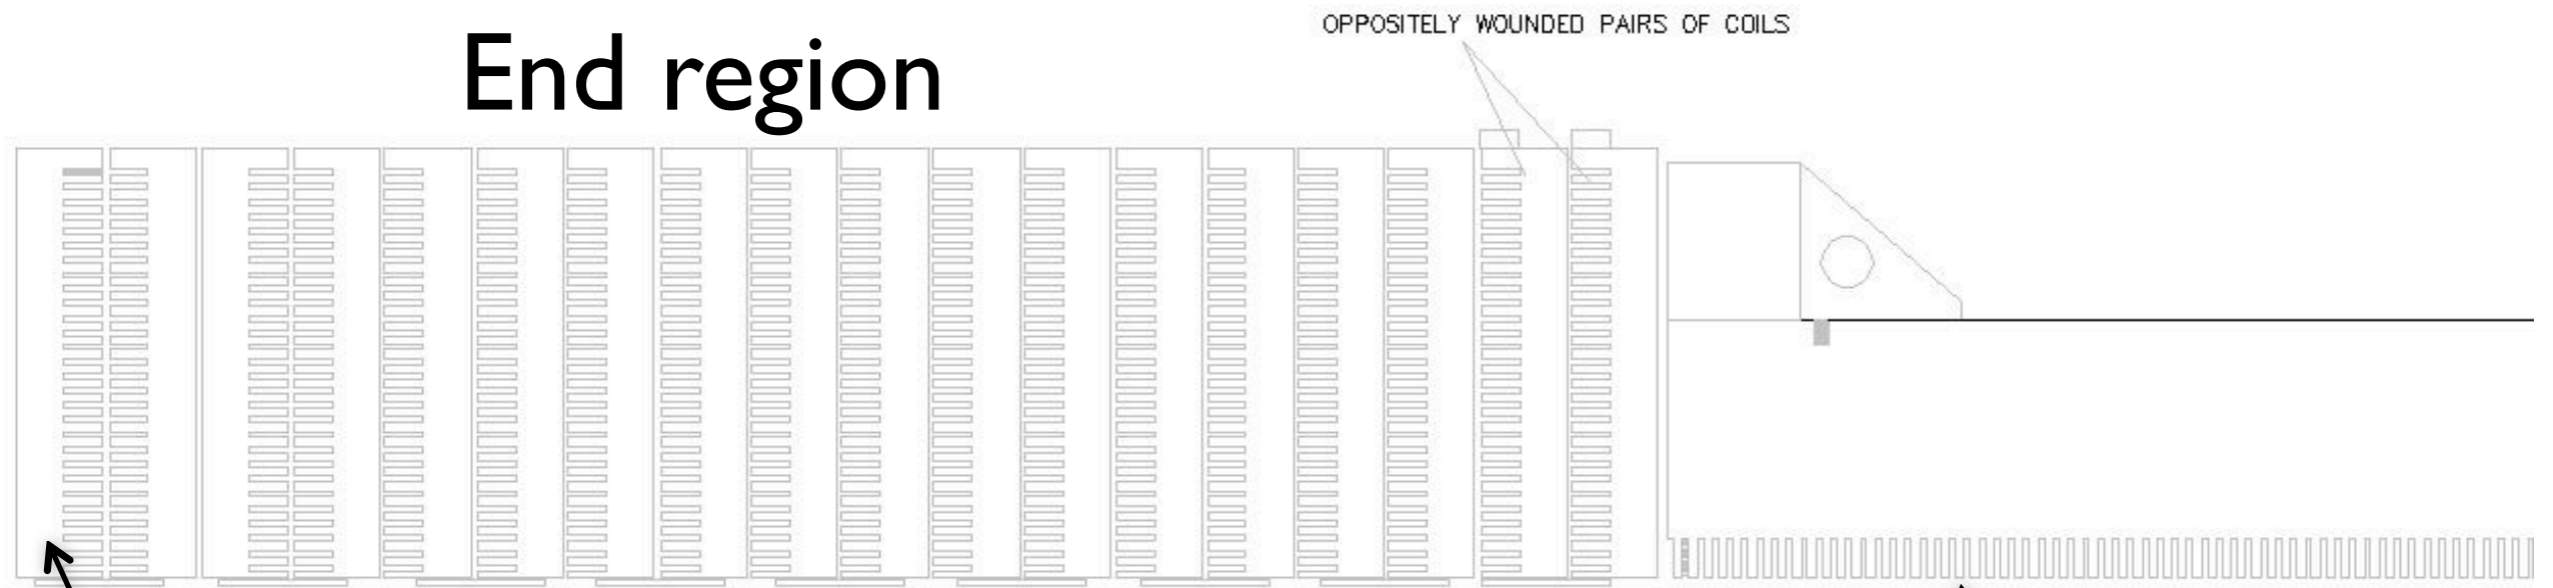 OPPOSITELY WOUNDED PAIRS OF COILS
End region